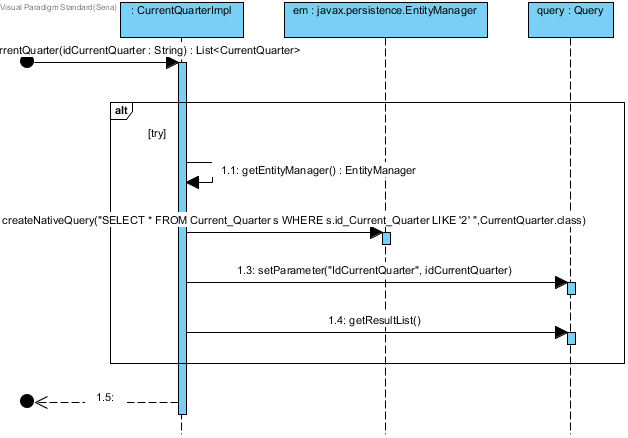 Visual Paradigm Standard(Sena)
: CurrentQuarterImpl
em : javax.persistence.EntityManager
query : Query
rrentQuarter(idCurrentQuarter : String) : List<CurrentQuarter>
alt
[try]
1.1: getEntityManager() : EntityManager
createNativeQuery("SELECT * FROM Current_Quarter s WHERE s.id_Current_Quarter LIKE '2' ",CurrentQuarter.class)
1.3: setParameter("IdCurrentQuarter", idCurrentQuarter)
1.4: getResultList()
1.5: